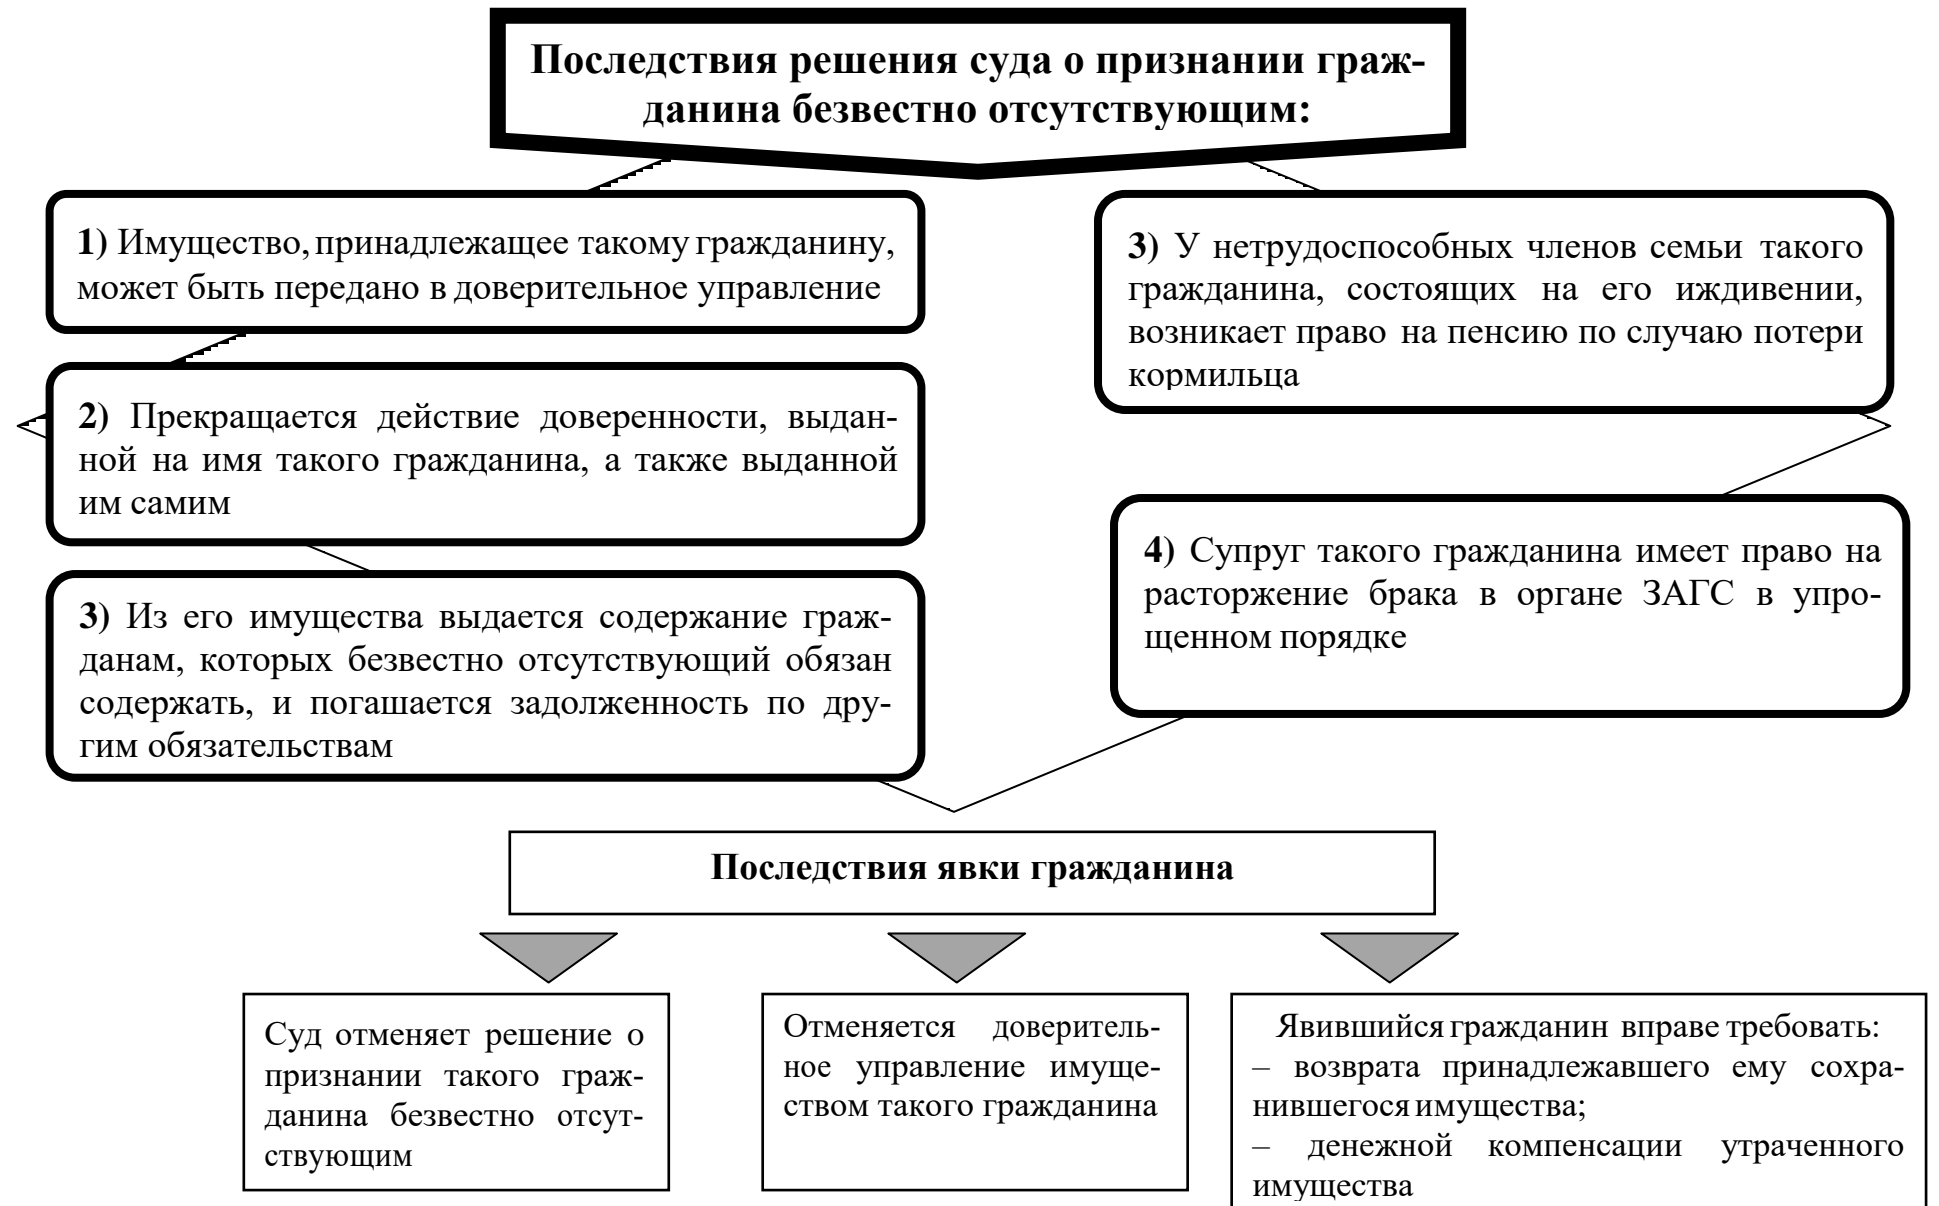 Последствия решения суда о признании граж-
данина безвестно отсутствующим:
1) Имущество, принадлежащее такому гражданину,
может быть передано в доверительное управление
2) Прекращается действие доверенности, выдан-
ной на имя такого гражданина, а также выданной
им самим
3) Из его имущества выдается содержание граж-
данам, которых безвестно отсутствующий обязан
содержать, и погашается задолженность по дру-
гим обязательствам
3) У нетрудоспособных членов семьи такого
гражданина, состоящих на его иждивении,
возникает право на пенсию по случаю потери
кормильца
4) Супруг такого гражданина имеет право на
расторжение брака в органе ЗАГС в упро-
щенном порядке
Последствия явки гражданина
Суд отменяет решение о
признании такого граж-
данина безвестно отсут-
ствующим
Отменяется доверитель-
ное управление имуще-
ством такого гражданина
Явившийся гражданин вправе требовать:
– возврата принадлежавшего ему сохра-
нившегося имущества;
– денежной компенсации утраченного
имущества